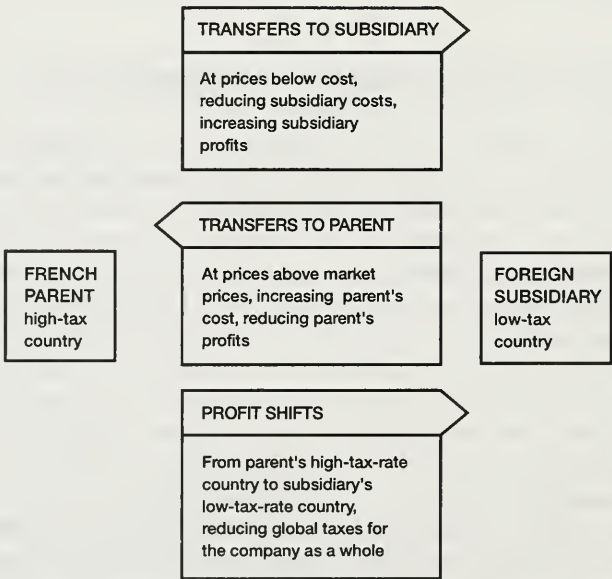 TRANSFERS TO SUBSIDIARY
At prices below cost,
reducing subsidiary costs,
increasing subsidiary
profits
TRANSFERS TO PARENT
At prices above market
prices, increasing parent's
cost, reducing parent's
profits
FRENCH
PARENT
high-tax
country
FOREIGN
SUBSIDIARY
low-tax
country
PROFIT SHIFTS
From parent's high-tax-rate
country to subsidiary's
low-tax-rate country,
reducing global taxes for
the company as a whole